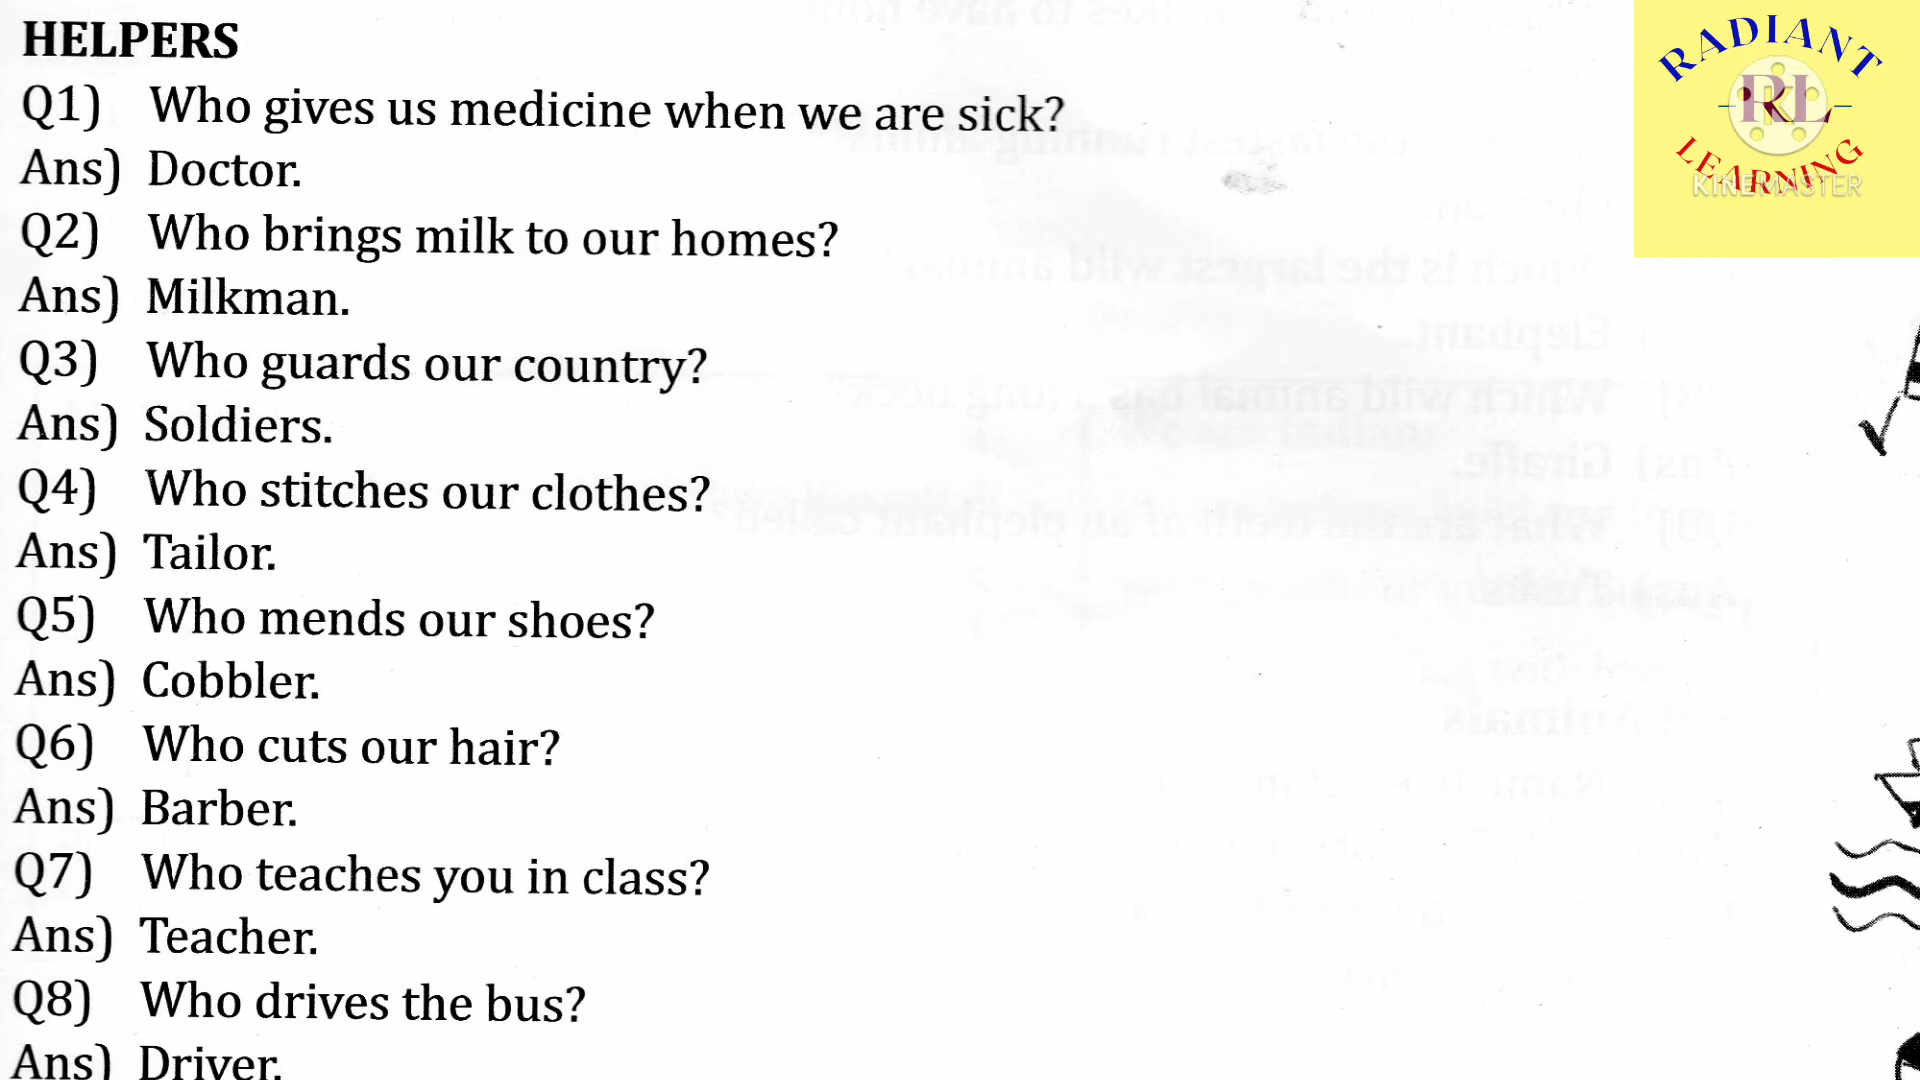 HELPERS
Q1) Who gives us medicine when we are sick?
Ans) Doctor.
Q2) Who brings milk to our homes?
Ans) Milkman.
Q3) Who guards our country?
Ans) Soldiers.
Q4) Who stitches our clothes?
Ans) Tailor.
Q5) Who mends our shoes?
Ans) Cobbler.
Q6) Who cuts our hair?
Ans) Barber.
Q7) Who teaches you in class?
Ans) Teacher.
Q8) Who drives the bus?
Ans) Driver.
RADIANT
RL
LEARNING
KINEMASTER